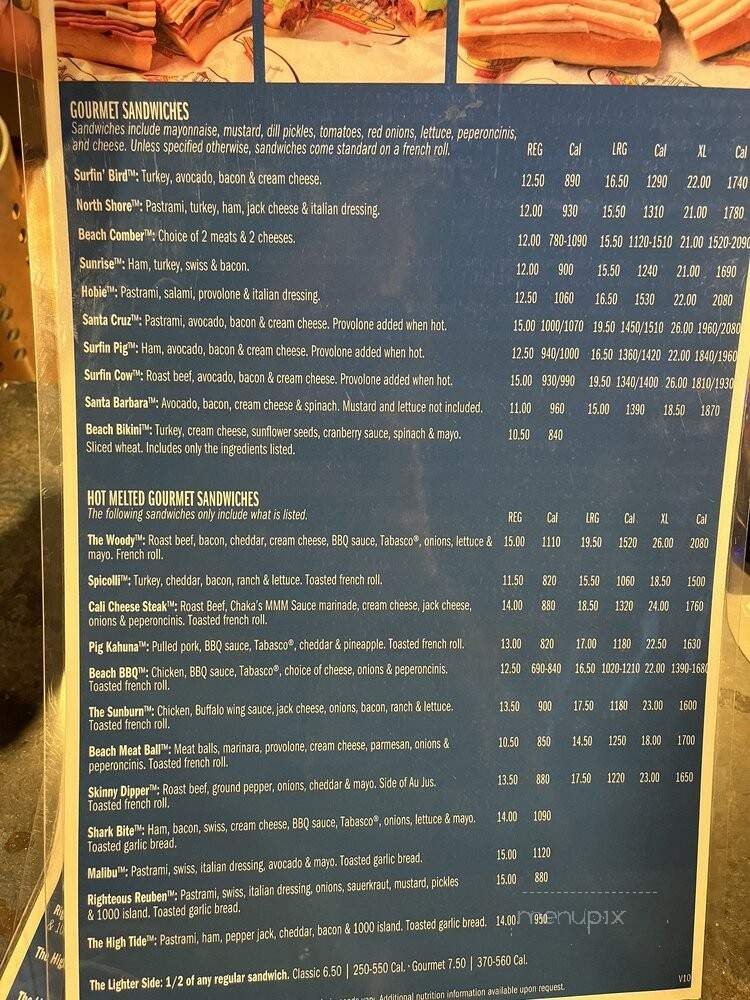 GOURMET SANDWICHES
Sandwiches include mayonnaise, mustard, dill pickles, tomatoes, red onions, lettuce, peperoncinis,
and cheese. Unless specified otherwise, sandwiches come standard on a french roll. REG Cal LRG Cal XL Cal
Surfin' Bird™: Turkey, avocado, bacon & cream cheese. 12.50 890 16.50 1290 22.00 1740
North Shore™: Pastrami, turkey, ham, jack cheese & italian dressing. 12.00 930 15.50 1310 21.00 1780
Beach Comber™: Choice of 2 meats & 2 cheeses. 12.00 780-1090 15.50 1120-1510 21.00 1520-2090
Sunrise™: Ham, turkey, swiss & bacon. 12.00 900 15.50 1240 21.00 1690
Hobie™: Pastrami, salami, provolone & italian dressing. 12.50 1060 16.50 1530 22.00 2080
Santa Cruz™: Pastrami, avocado, bacon & cream cheese. Provolone added when hot. 15.00 1000/1070 19.50 1450/1510 26.00 1960/2080
Surfin Pig™: Ham, avocado, bacon & cream cheese. Provolone added when hot. 12.50 940/1000 16.50 1360/1420 22.00 1840/1960
Surfin Cow™: Roast beef, avocado, bacon & cream cheese. Provolone added when hot. 15.00 930/990 19.50 1340/1400 26.00 1810/1930
Santa Barbara™: Avocado, bacon, cream cheese & spinach. Mustard and lettuce not included. 11.00 960 15.00 1390 18.50 1870
Beach Bikini™: Turkey, cream cheese, sunflower seeds, cranberry sauce, spinach & mayo. 10.50 840
Sliced wheat. Includes only the ingredients listed.
HOT MELTED GOURMET SANDWICHES
The following sandwiches only include what is listed. REG Cal LRG Cal XL Cal
The Woody™: Roast beef, bacon, cheddar, cream cheese, BBQ sauce, Tabasco®, onions, lettuce & 15.00 1110 19.50 1520 26.00 2080
mayo. French roll.
Spicolli™: Turkey, cheddar, bacon, ranch & lettuce. Toasted french roll. 11.50 820 15.50 1060 18.50 1500
Cali Cheese Steak™: Roast Beef, Chaka's MMM Sauce marinade, cream cheese, jack cheese, 14.00 880 18.50 1320 24.00 1760
onions & peperoncinis. Toasted french roll.
Pig Kahuna™: Pulled pork, BBQ sauce, Tabasco®, cheddar & pineapple. Toasted french roll. 13.00 820 17.00 1180 22.50 1630
Beach BBQ™: Chicken, BBQ sauce, Tabasco®, choice of cheese, onions & peperoncinis. 12.50 690-840 16.50 1020-1210 22.00 1390-1680
Toasted french roll.
The Sunburn™: Chicken, Buffalo wing sauce, jack cheese, onions, bacon, ranch & lettuce. 13.50 900 17.50 1180 23.00 1600
Toasted french roll.
Beach Meat Ball™: Meat balls, marinara, provolone, cream cheese, parmesan, onions & 10.50 850 14.50 1250 18.00 1700
peperoncinis. Toasted french roll.
Skinny Dipper™: Roast beef, ground pepper, onions, cheddar & mayo. Side of Au Jus. 13.50 880 17.50 1220 23.00 1650
Toasted french roll.
Shark Bite™: Ham, bacon, swiss, cream cheese, BBQ sauce, Tabasco®, onions, lettuce & mayo. 14.00 1090
Toasted garlic bread.
Malibu™: Pastrami, swiss, italian dressing, avocado & mayo. Toasted garlic bread. 15.00 1120
Righteous Reuben™: Pastrami, swiss, italian dressing, onions, sauerkraut, mustard, pickles 15.00 880
& 1000 island. Toasted garlic bread.
The High Tide™: Pastrami, ham, pepper jack, cheddar, bacon & 1000 island. Toasted garlic bread. 14.00 950
menupix
The Lighter Side: 1/2 of any regular sandwich. Classic 6.50 | 250-550 Cal. · Gourmet 7.50 | 370-560 Cal.
V10
Additional nutrition information available upon request.
Rig
& 10
The Hig
The Li